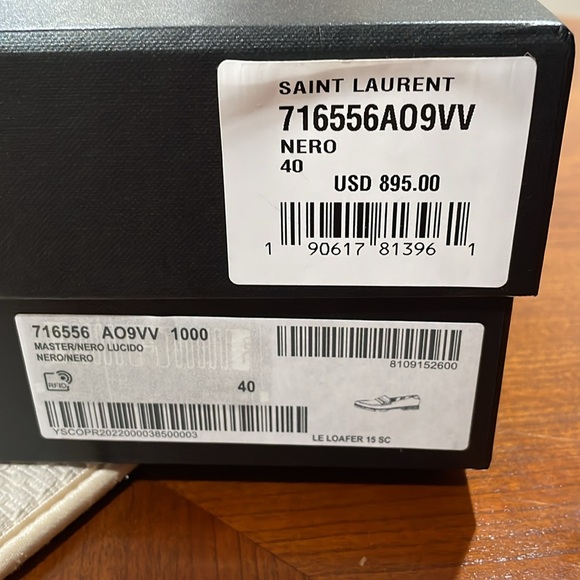 SAINT LAURENT
716556AO9VV
NERO
40
USD 895.00
1 90617 81396 1
716556 AO9VV 1000
MASTER/NERO LUCIDO
NERO/NERO
8109152600
RFID
40
YSCOPR2022000038500003
LE LOAFER 15 SC